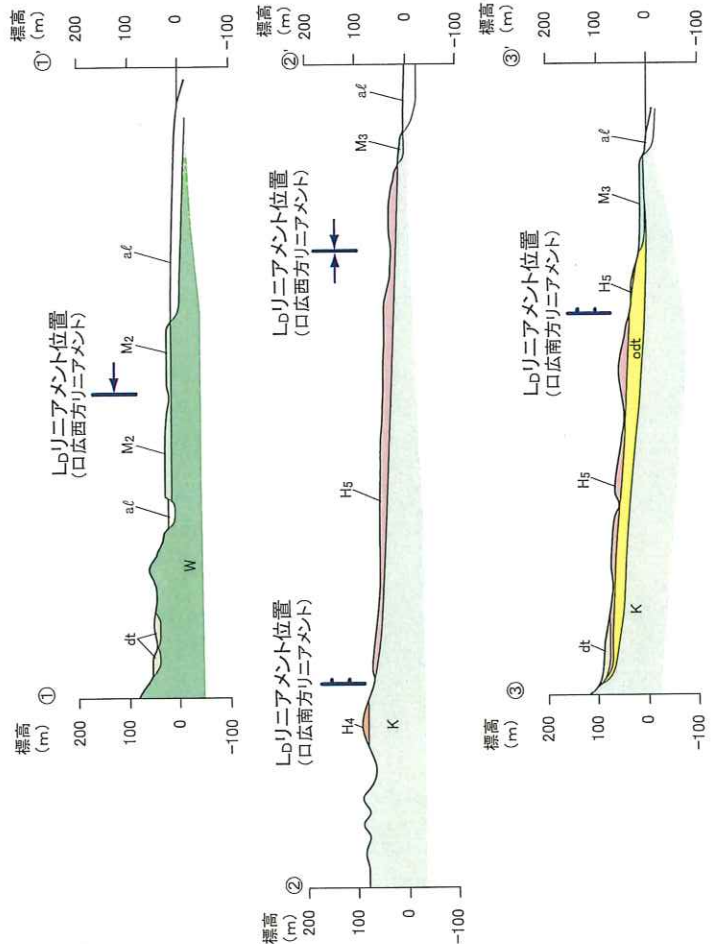 ①
①'
標高
(m)
200
100
0
-100
標高
(m)
200
100
0
-100
LDリニアメント位置
(口広西方リニアメント)
dt
aℓ
M2
M2
aℓ
W
②
②'
標高
(m)
200
100
0
-100
標高
(m)
200
100
0
-100
LDリニアメント位置
(口広南方リニアメント)
LDリニアメント位置
(口広西方リニアメント)
H4
H5
M3
aℓ
K
③
③'
標高
(m)
200
100
0
-100
標高
(m)
200
100
0
-100
LDリニアメント位置
(口広南方リニアメント)
dt
H5
H5
M3
aℓ
odt
K